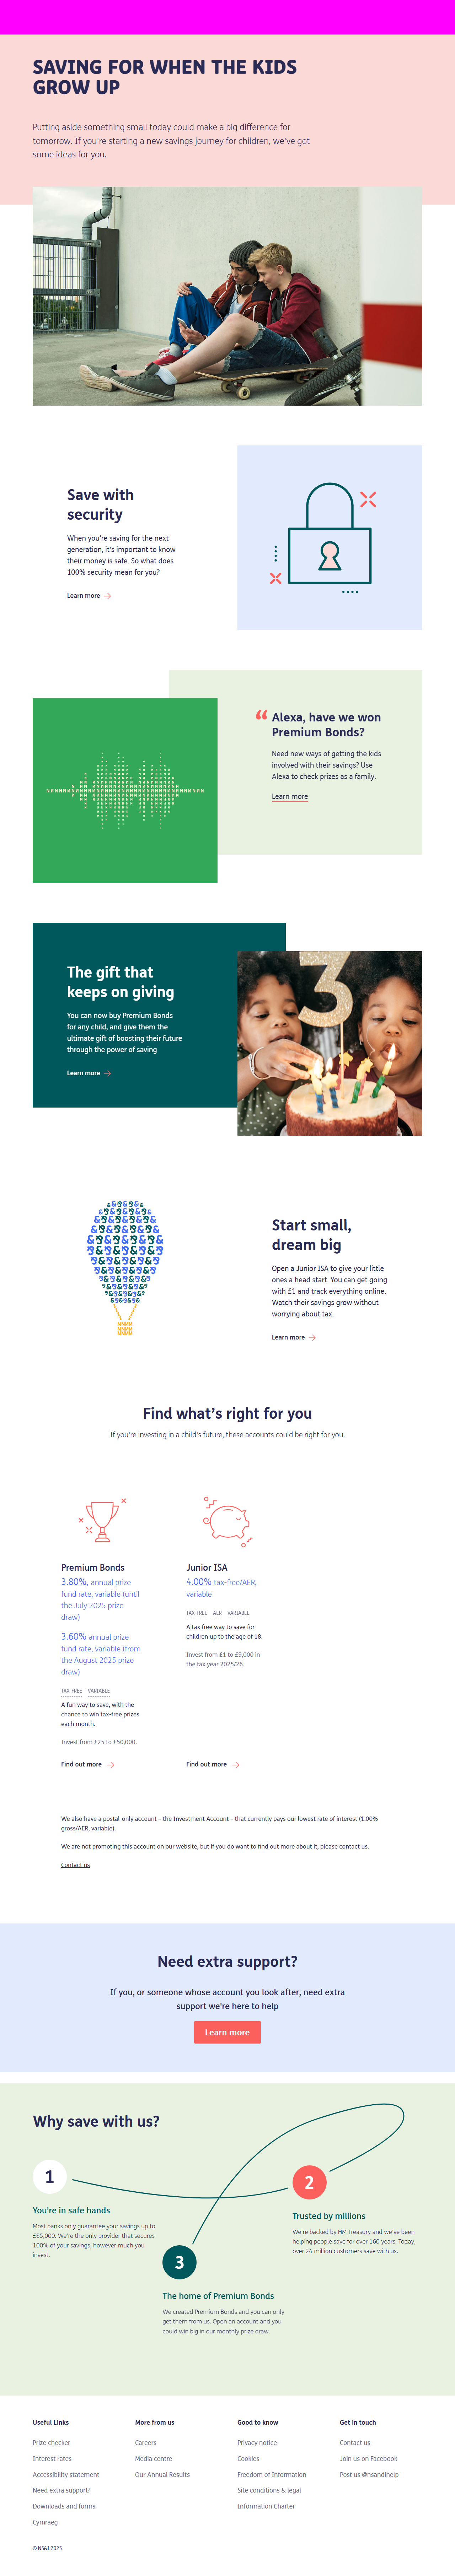 SAVING FOR WHEN THE KIDS
GROW UP
Putting aside something small today could make a big difference for
tomorrow. If you're starting a new savings journey for children, we've got
some ideas for you.
Save with
security
When you're saving for the next
generation, it's important to know
their money is safe. So what does
100% security mean for you?
Learn more
“ Alexa, have we won
Premium Bonds?
Need new ways of getting the kids
involved with their savings? Use
Alexa to check prizes as a family.
Learn more
The gift that
keeps on giving
You can now buy Premium Bonds
for any child, and give them the
ultimate gift of boosting their future
through the power of saving
Learn more
3
Start small,
dream big
Open a Junior ISA to give your little
ones a head start. You can get going
with £1 and track everything online.
Watch their savings grow without
worrying about tax.
Learn more
Find what's right for you
If you're investing in a child's future, these accounts could be right for you.
Premium Bonds
3.80%, annual prize
fund rate, variable (until
the July 2025 prize
draw)
3.60% annual prize
fund rate, variable (from
the August 2025 prize
draw)
TAX-FREE VARIABLE
A fun way to save, with the
chance to win tax-free prizes
each month.
Invest from £25 to £50,000.
Find out more
Junior ISA
4.00% tax-free/AER,
variable
TAX-FREE AER VARIABLE
A tax free way to save for
children up to the age of 18.
Invest from £1 to £9,000 in
the tax year 2025/26.
Find out more
We also have a postal-only account – the Investment Account – that currently pays our lowest rate of interest (1.00%
gross/AER, variable).
We are not promoting this account on our website, but if you do want to find out more about it, please contact us.
Contact us
Need extra support?
If you, or someone whose account you look after, need extra
support we're here to help
Learn more
Why save with us?
1
You're in safe hands
Most banks only guarantee your savings up to
£85,000. We're the only provider that secures
100% of your savings, however much you
invest.
2
Trusted by millions
We're backed by HM Treasury and we've been
helping people save for over 160 years. Today,
over 24 million customers save with us.
3
The home of Premium Bonds
We created Premium Bonds and you can only
get them from us. Open an account and you
could win big in our monthly prize draw.
Useful Links
Prize checker
Interest rates
Accessibility statement
Need extra support?
Downloads and forms
Cymraeg
More from us
Careers
Media centre
Our Annual Results
Good to know
Privacy notice
Cookies
Freedom of Information
Site conditions & legal
Information Charter
Get in touch
Contact us
Join us on Facebook
Post us @nsandihelp
© NS&I 2025